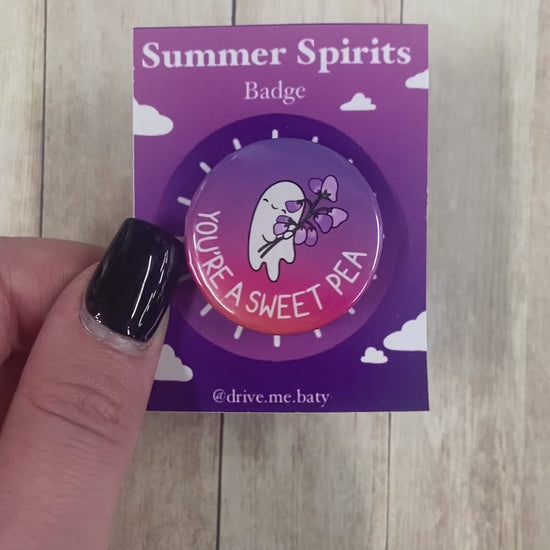 Summer Spirits
Badge
YOU'RE A SWEET PEA
@drive.me.baty